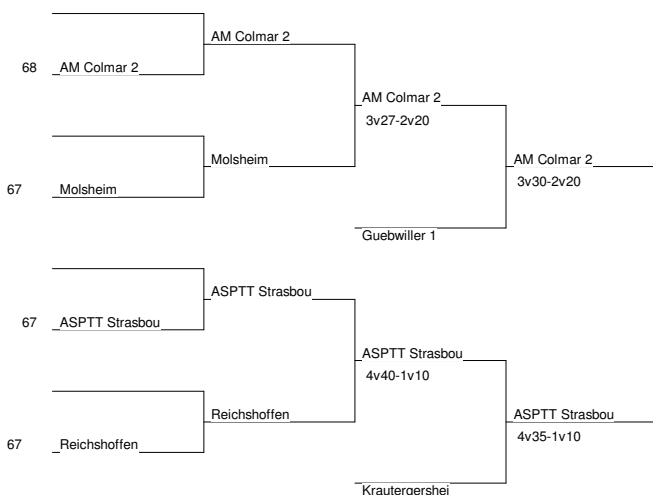 AM Colmar 2
68 AM Colmar 2
AM Colmar 2
3v27-2v20
Molsheim
AM Colmar 2
67 Molsheim
3v30-2v20
Guebwiller 1
ASPTT Strasbou
67 ASPTT Strasbou
ASPTT Strasbou
4v40-1v10
Reichshoffen
ASPTT Strasbou
67 Reichshoffen
4v35-1v10
Krautergershei